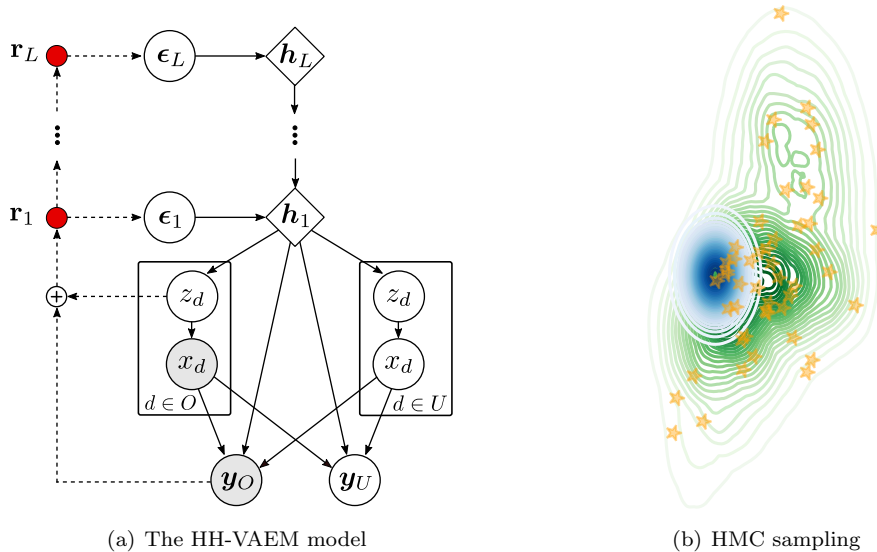 r_L ϵ_L h_L
r_1 ϵ_1 h_1
z_d z_d
+
x_d x_d
d ∈ O d ∈ U
y_O y_U
(a) The HH-VAEM model
(b) HMC sampling